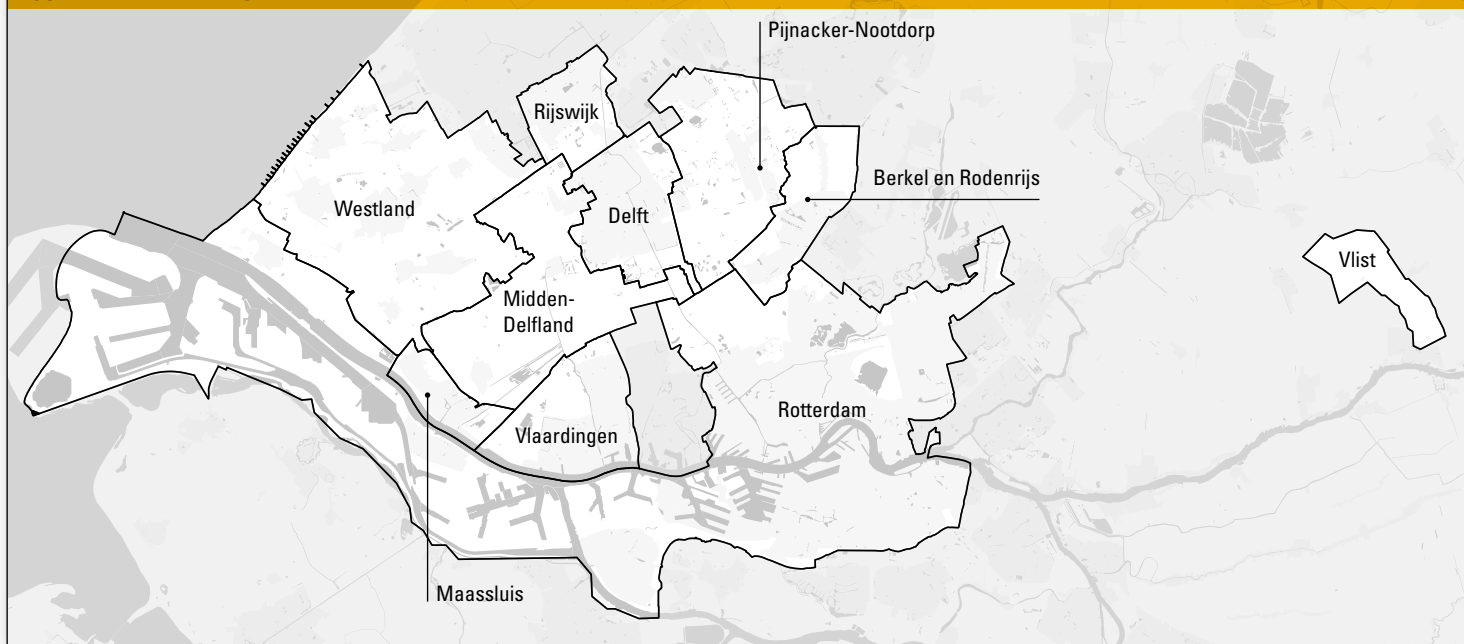 Pijnacker-Nootdorp
Rijswijk
Berkel en Rodenrijs
Westland
Delft
Vlist
Midden-
Delfland
Rotterdam
Vlaardingen
Maassluis